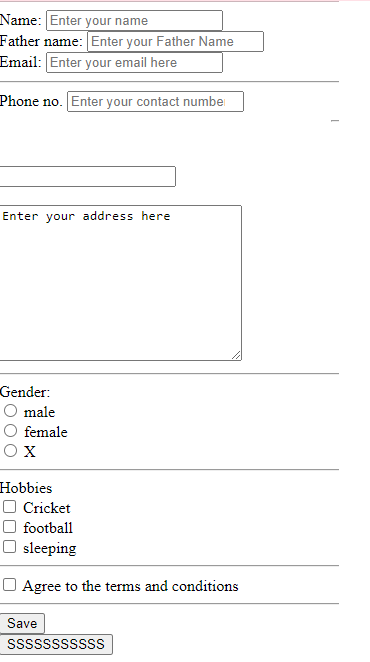 Name: Enter your name
Father name: Enter your Father Name
Email: Enter your email here
Phone no. Enter your contact numbe
Enter your address here
Gender:
male
female
X
Hobbies
Cricket
football
sleeping
Agree to the terms and conditions
Save
SSSSSSSSSSS